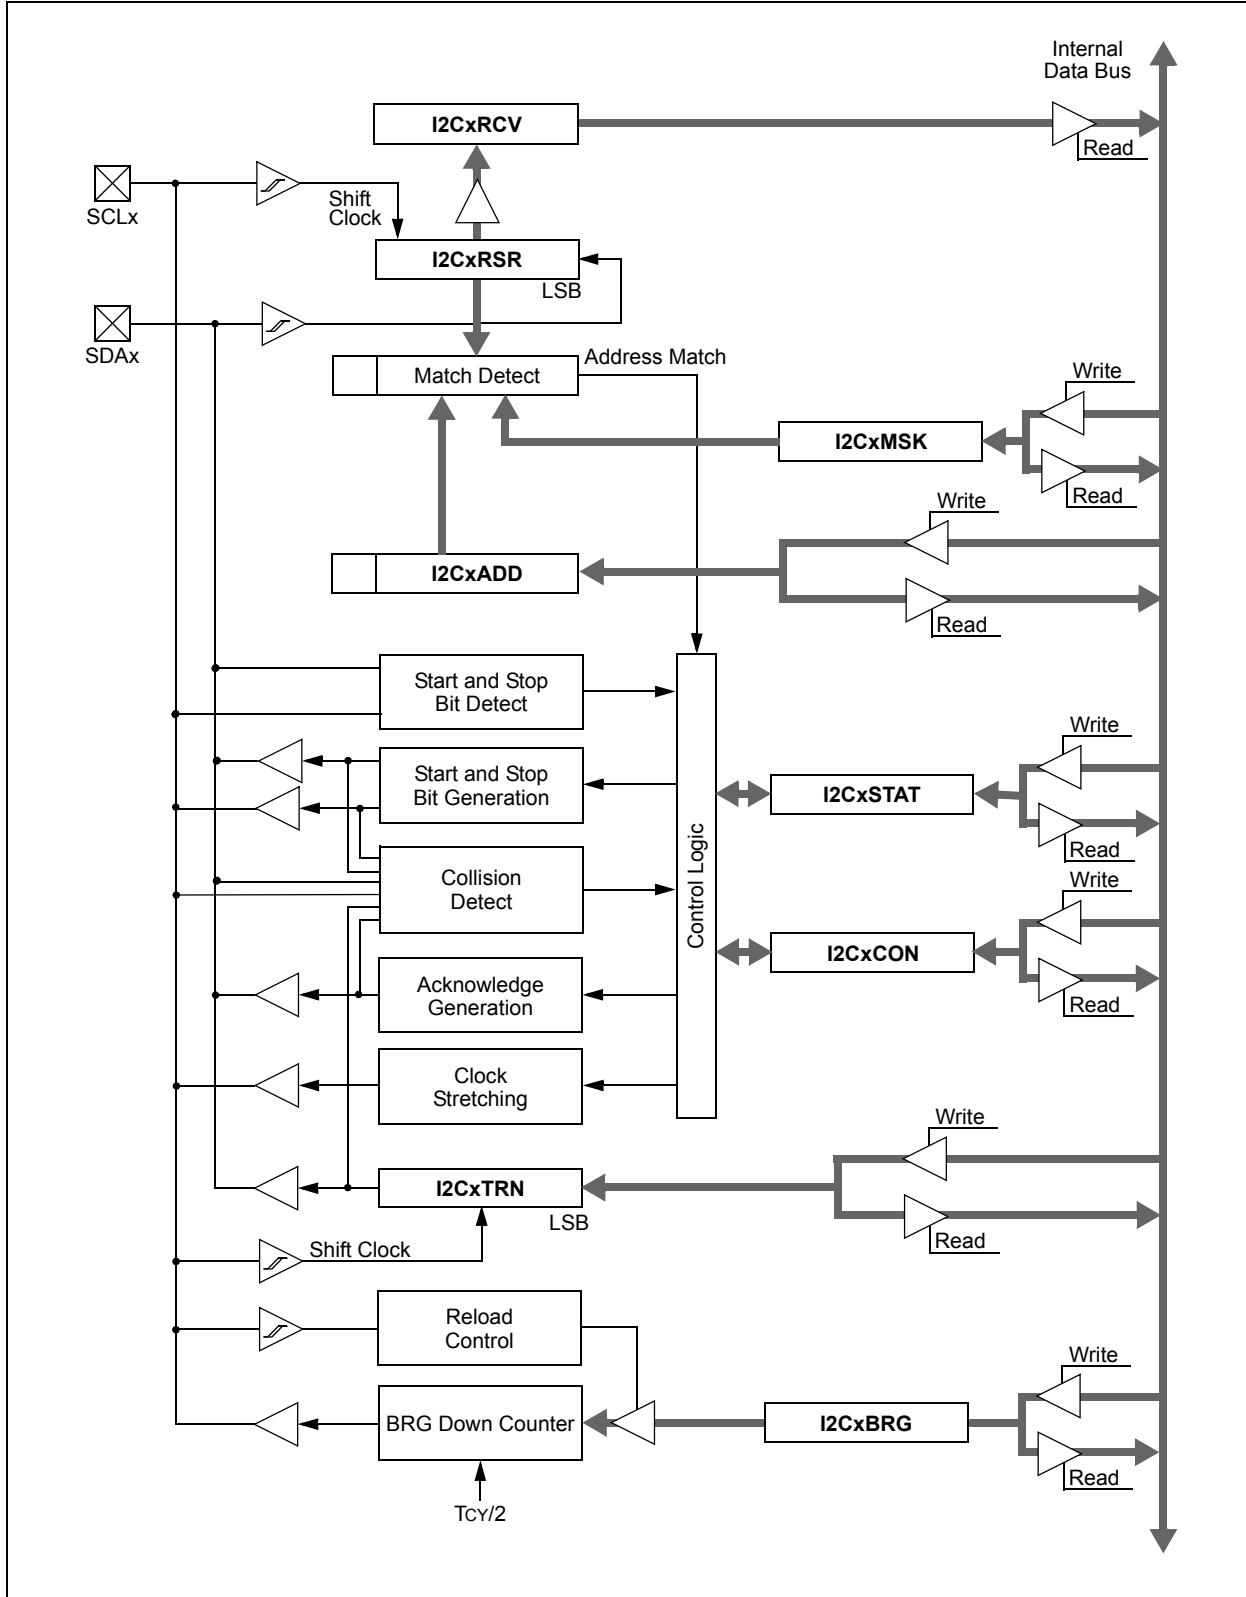 Internal
Data Bus
I2CxRCV
Read
SCLx
Shift
Clock
I2CxRSR
LSB
SDAx
Match Detect
Address Match
Write
I2CxMSK
Read
Write
I2CxADD
Read
Start and Stop
Bit Detect
Write
Start and Stop
Bit Generation
I2CxSTAT
Read
Control Logic
Collision
Detect
Write
I2CxCON
Read
Acknowledge
Generation
Clock
Stretching
Write
I2CxTRN
LSB
Read
Shift Clock
Reload
Control
Write
BRG Down Counter
I2CxBRG
Read
TCY/2